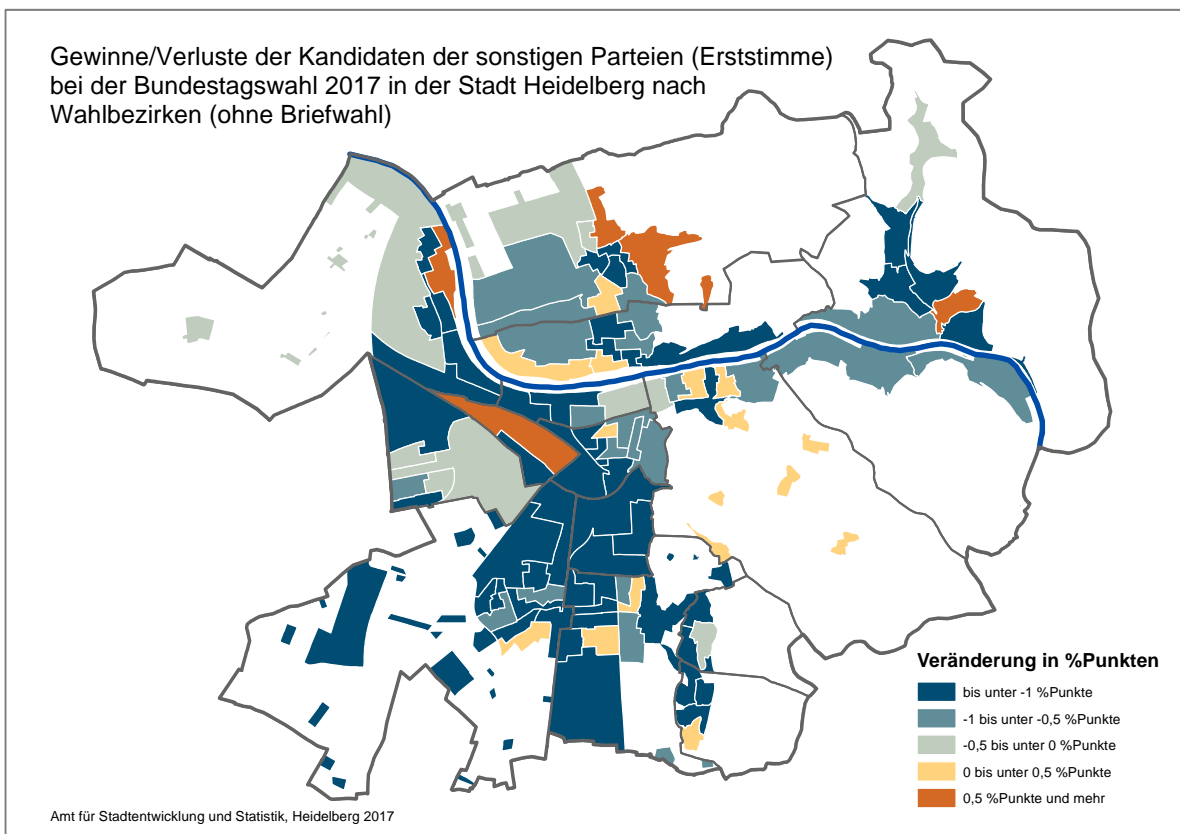 Gewinne/Verluste der Kandidaten der sonstigen Parteien (Erststimme)
bei der Bundestagswahl 2017 in der Stadt Heidelberg nach
Wahlbezirken (ohne Briefwahl)
Veränderung in %Punkten
bis unter -1 %Punkte
-1 bis unter -0,5 %Punkte
-0,5 bis unter 0 %Punkte
0 bis unter 0,5 %Punkte
0,5 %Punkte und mehr
Amt für Stadtentwicklung und Statistik, Heidelberg 2017